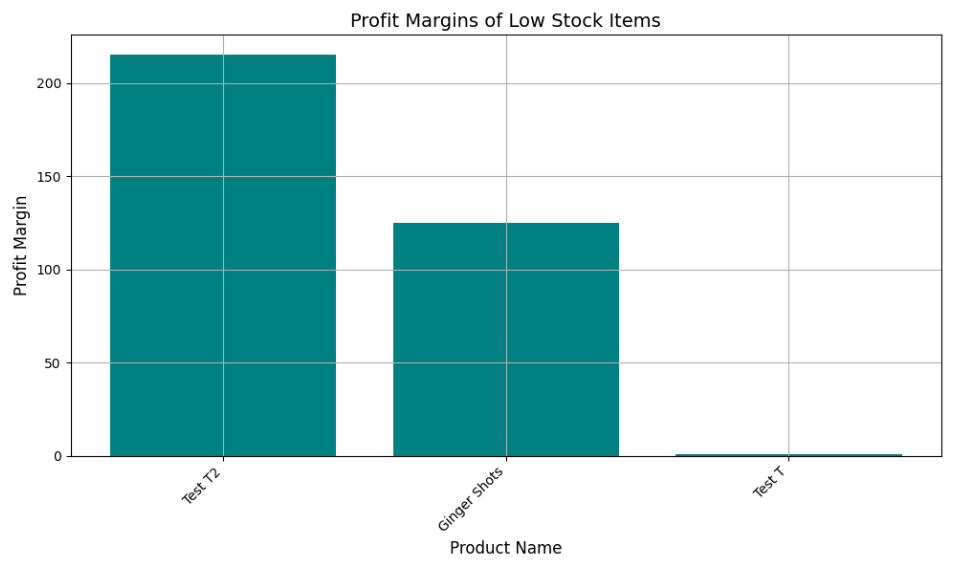 Profit Margins of Low Stock Items
200
150
100
50
0
Profit Margin
Test T2
Ginger Shots
Test T
Product Name